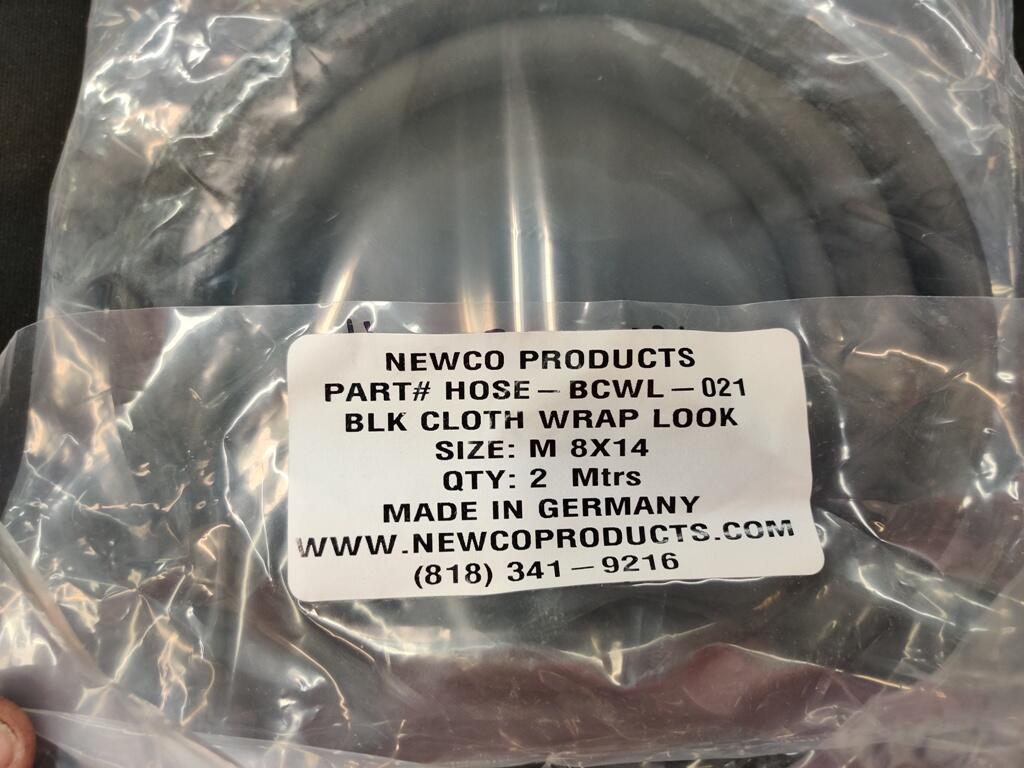 NEWCO PRODUCTS
PART# HOSE-BCWL-021
BLK CLOTH WRAP LOOK
SIZE: M 8X14
QTY: 2 Mtrs
MADE IN GERMANY
WWW.NEWCOPRODUCTS.COM
(818) 341-9216